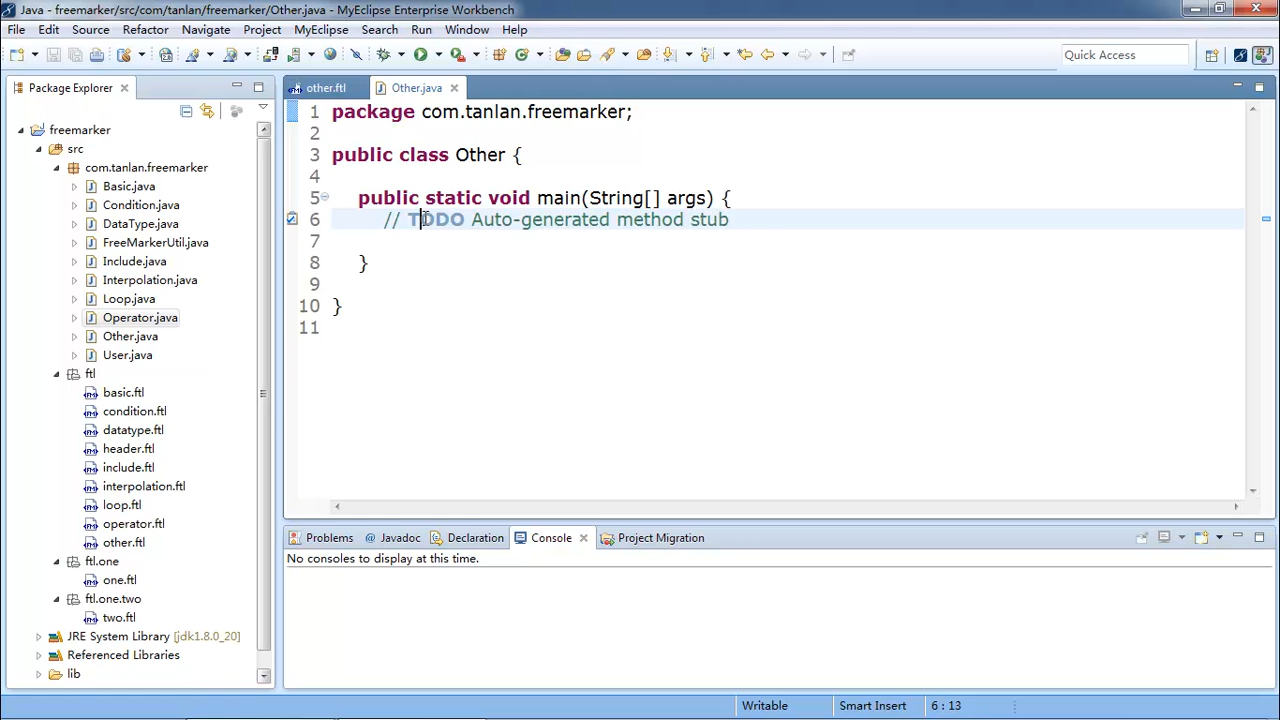 Java - freemarker/src/com/tanlan/freemarker/Other.java - MyEclipse Enterprise Workbench
File Edit Source Refactor Navigate Project MyEclipse Search Run Window Help
Quick Access
Package Explorer
freemarker
src
com.tanlan.freemarker
Basic.java
Condition.java
DataType.java
FreeMarkerUtil.java
Include.java
Interpolation.java
Loop.java
Operator.java
Other.java
User.java
ftl
basic.ftl
condition.ftl
datatype.ftl
header.ftl
include.ftl
interpolation.ftl
loop.ftl
operator.ftl
other.ftl
ftl.one
one.ftl
ftl.one.two
two.ftl
JRE System Library [jdk1.8.0_20]
Referenced Libraries
lib
other.ftl Other.java
1 package com.tanlan.freemarker;
2
3 public class Other {
4
5 public static void main(String[] args) {
6 // TODO Auto-generated method stub
7
8 }
9
10 }
11
Problems @ Javadoc Declaration Console Project Migration
No consoles to display at this time.
Writable Smart Insert 6 : 13